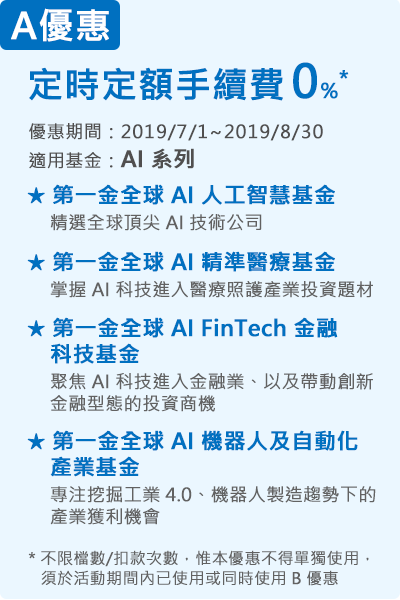 A優惠
定時定額手續費0%*
優惠期間：2019/7/1~2019/8/30
適用基金：AI 系列
★ 第一金全球 AI 人工智慧基金
精選全球頂尖 AI 技術公司
★ 第一金全球 AI 精準醫療基金
掌握 AI 科技進入醫療照護產業投資題材
★ 第一金全球 AI FinTech 金融
科技基金
聚焦 AI 科技進入金融業、以及帶動創新
金融型態的投資商機
★ 第一金全球 AI 機器人及自動化
產業基金
專注挖掘工業 4.0、機器人製造趨勢下的
產業獲利機會
* 不限檔數/扣款次數，惟本優惠不得單獨使用，
須於活動期間內已使用或同時使用 B 優惠